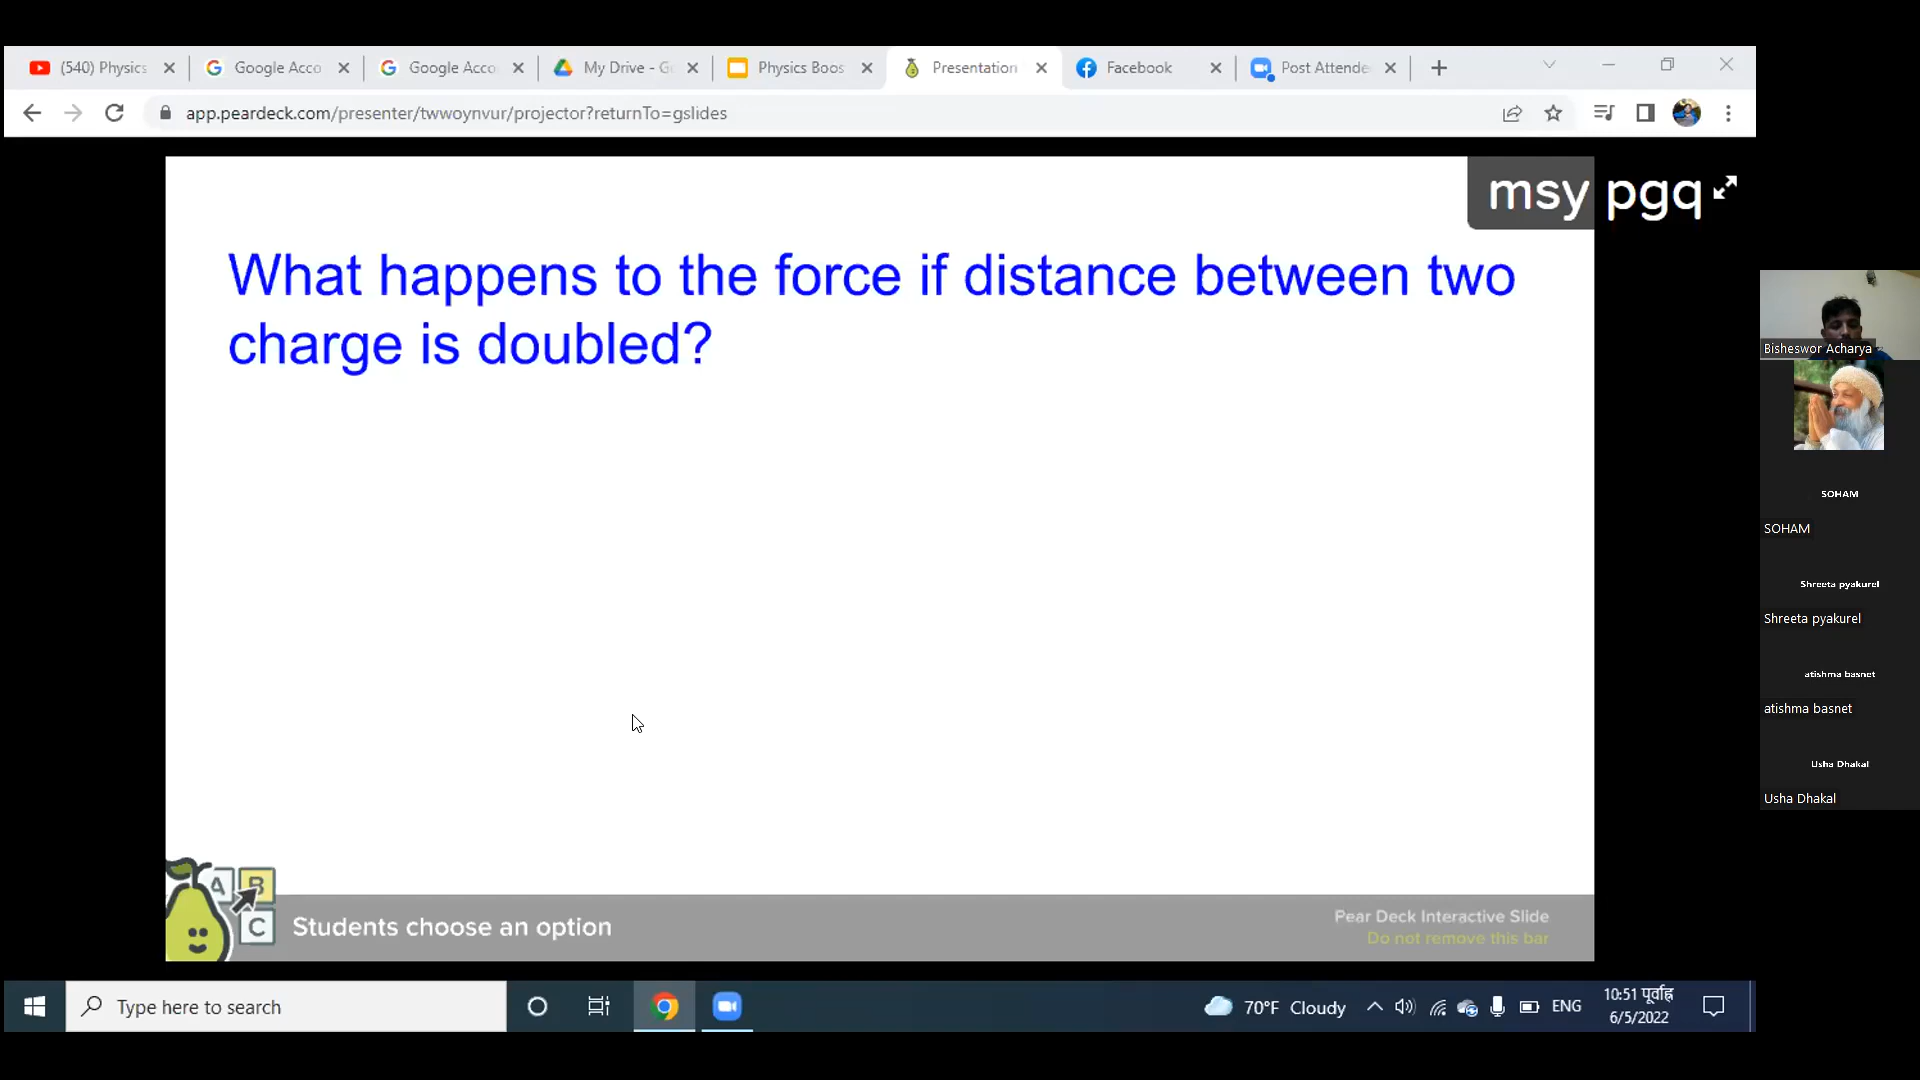 (540) Physics
Google Acco
Google Acco
My Drive - G
Physics Boos
Presentation
Facebook
Post Attende
app.peardeck.com/presenter/twwoynvur/projector?returnTo=gslides
msy pgq
What happens to the force if distance between two
charge is doubled?
Bisheswor Acharya
SOHAM
SOHAM
Shreeta pyakurel
Shreeta pyakurel
atishma basnet
atishma basnet
Usha Dhakal
Usha Dhakal
A B
C
Students choose an option
Pear Deck Interactive Slide
Do not remove this bar
Type here to search
70°F Cloudy
ENG
10:51 पूर्वाह्न
6/5/2022